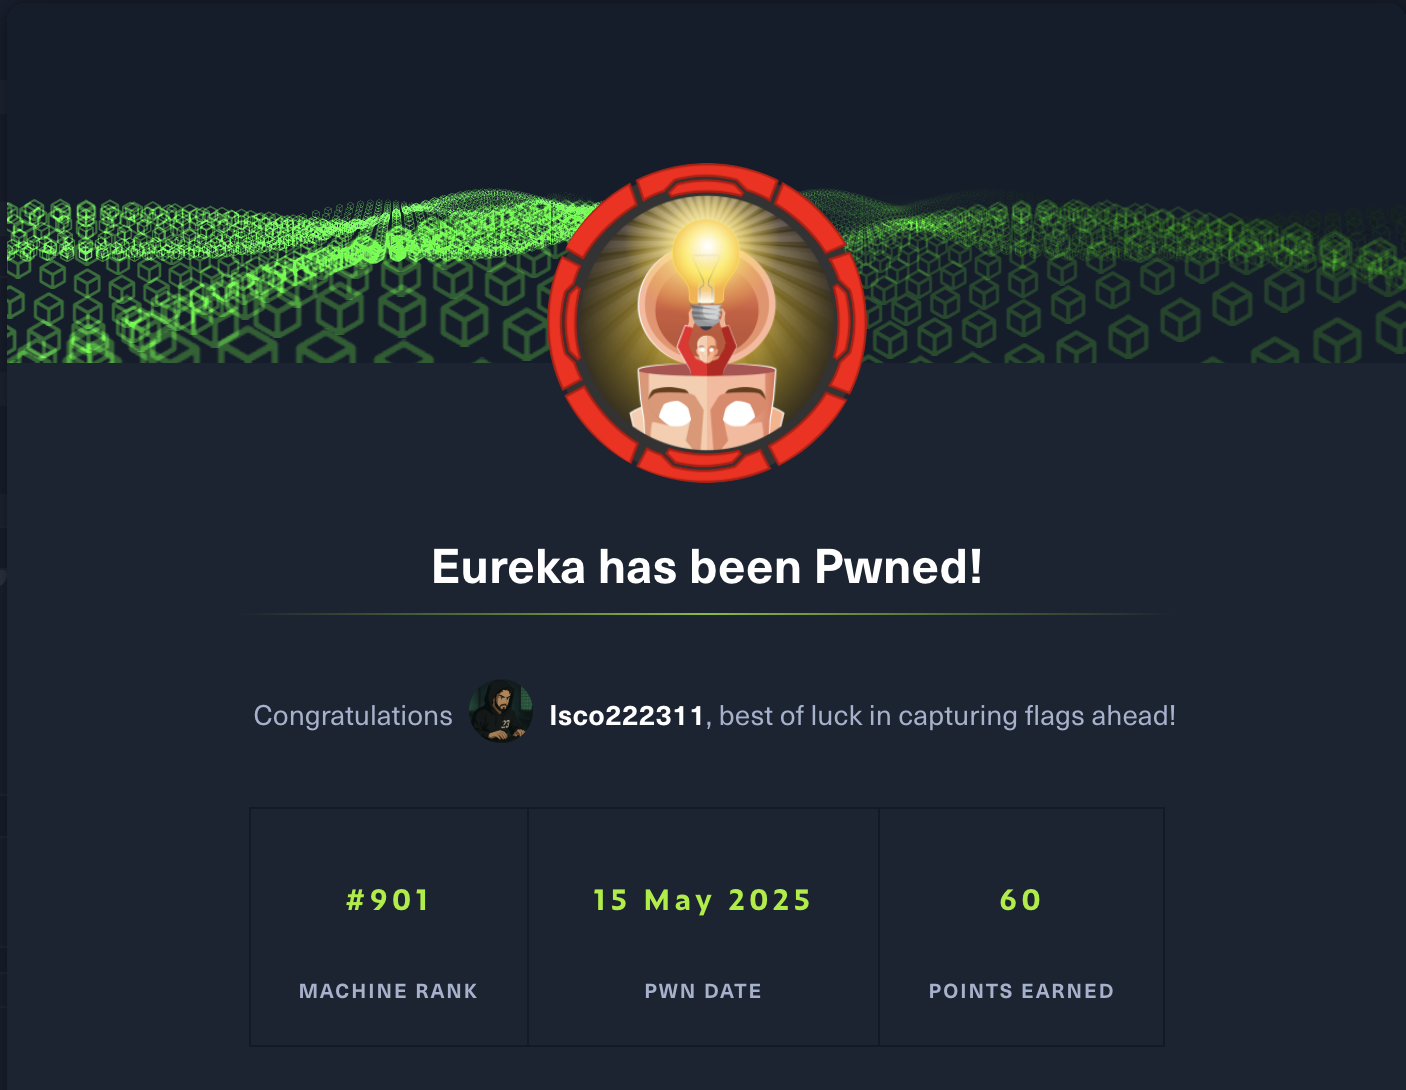 Eureka has been Pwned!
Congratulations lsco222311, best of luck in capturing flags ahead!
#901 15 May 2025 60
MACHINE RANK PWN DATE POINTS EARNED